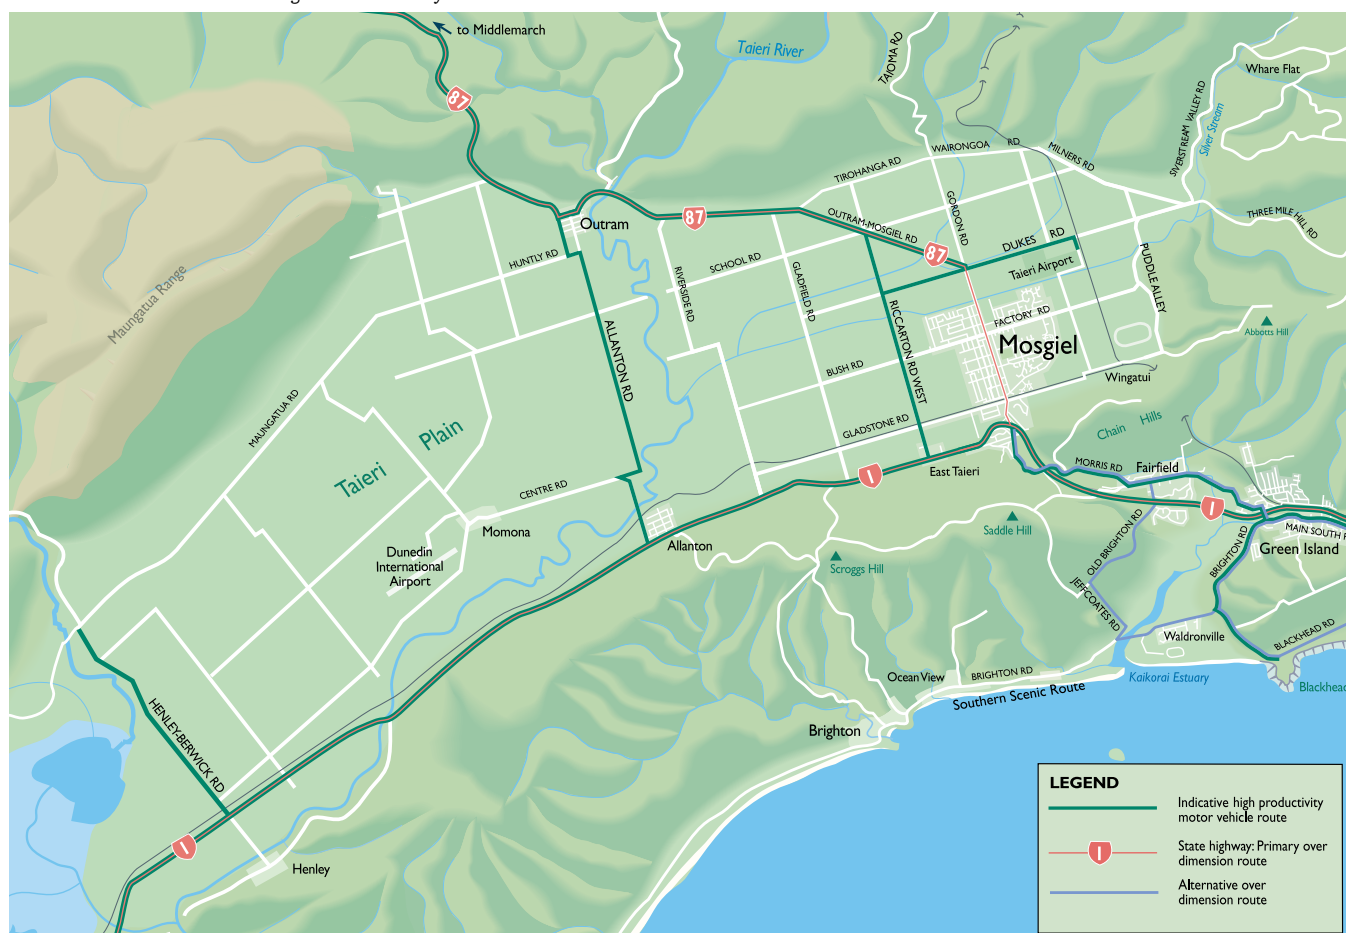 to Middlemarch
Taieri River
TAIOMA RD
Whare Flat
87
SIVERSTREAM VALLEY RD
Silver Stream
WAIRONGOA RD
MILNERS RD
TIROHANGA RD
GORDON RD
THREE MILE HILL RD
Outram
87
OUTRAM-MOSGIEL RD
87
DUKES RD
PUDDLE ALLEY
HUNTLY RD
SCHOOL RD
RIVERSIDE RD
GLADFIELD RD
Taieri Airport
Maungatua Range
ALLANTON RD
RICCARTON RD WEST
FACTORY RD
Mosgiel
Abbotts Hill
BUSH RD
Wingatui
MAUNGATUA RD
Taieri Plain
GLADSTONE RD
Chain Hills
East Taieri
MORRIS RD
Fairfield
1
1
CENTRE RD
Momona
Allanton
Saddle Hill
OLD BRIGHTON RD
BRIGHTON RD
MAIN SOUTH
Green Island
Dunedin
International
Airport
Scroggs Hill
JEFFCOATES RD
Waldronville
BLACKHEAD RD
Ocean View
BRIGHTON RD
Kaikorai Estuary
Blackhead
Southern Scenic Route
HENLEY-BERWICK RD
Brighton
1
Henley
LEGEND
Indicative high productivity
motor vehicle route
1
State highway: Primary over
dimension route
Alternative over
dimension route